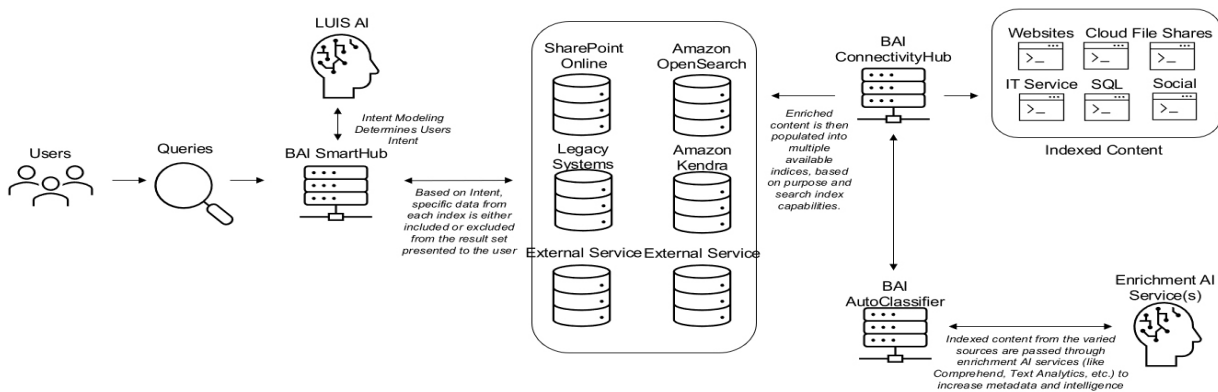 LUIS AI
Intent Modeling
Determines Users
Intent
Users
Queries
BAI SmartHub
Based on Intent,
specific data from
each index is either
included or excluded
from the result set
presented to the user
SharePoint
Online
Amazon
OpenSearch
Legacy
Systems
Amazon
Kendra
External Service
External Service
Enriched
content is then
populated into
multiple
available
indices, based
on purpose and
search index
capabilities.
BAI
ConnectivityHub
Websites
Cloud
File Shares
IT Service
SQL
Social
Indexed Content
BAI
AutoClassifier
Indexed content from the varied
sources are passed through
enrichment AI services (like
Comprehend, Text Analytics, etc.) to
increase metadata and intelligence
Enrichment AI
Service(s)